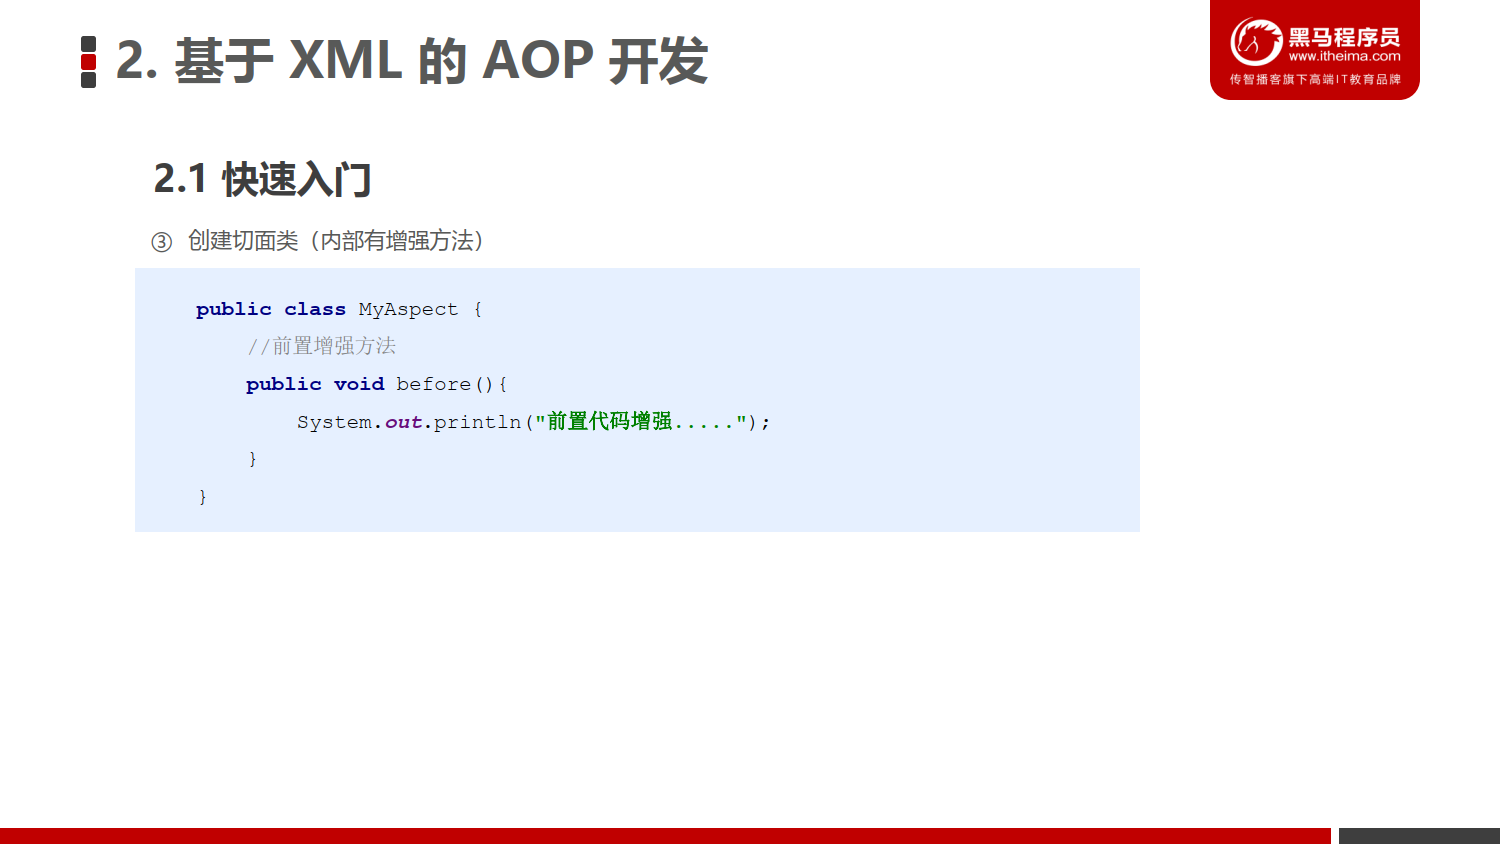 2. 基于 XML 的 AOP 开发
黑马程序员
www.itheima.com
传智播客旗下高端IT教育品牌
2.1 快速入门
③ 创建切面类（内部有增强方法）
public class MyAspect {
//前置增强方法
public void before(){
System.out.println("前置代码增强.....");
}
}